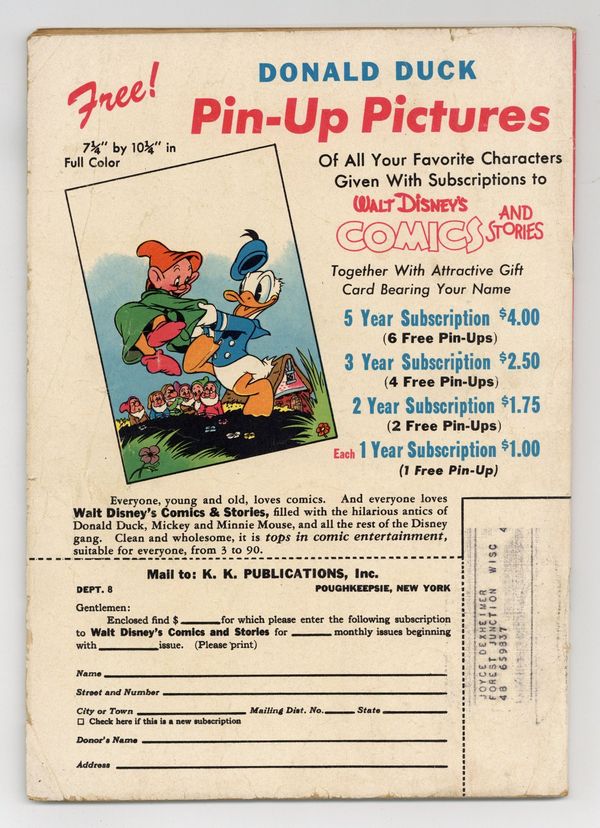 Free!
DONALD DUCK
Pin-Up Pictures
7¼" by 10¼" in
Full Color
Of All Your Favorite Characters
Given With Subscriptions to
WALT DISNEY'S
COMICS AND STORIES
Together With Attractive Gift
Card Bearing Your Name
5 Year Subscription $4.00
(6 Free Pin-Ups)
3 Year Subscription $2.50
(4 Free Pin-Ups)
2 Year Subscription $1.75
(2 Free Pin-Ups)
Each 1 Year Subscription $1.00
(1 Free Pin-Up)
Everyone, young and old, loves comics. And everyone loves
Walt Disney's Comics & Stories, filled with the hilarious antics of
Donald Duck, Mickey and Minnie Mouse, and all the rest of the Disney
gang. Clean and wholesome, it is tops in comic entertainment,
suitable for everyone, from 3 to 90.
Mail to: K. K. PUBLICATIONS, Inc.
DEPT. 8 POUGHKEEPSIE, NEW YORK
Gentlemen:
Enclosed find $ for which please enter the following subscription
to Walt Disney's Comics and Stories for monthly issues beginning
with issue. (Please print)
Name
Street and Number
City or Town Mailing Dist. No. State
Check here if this is a new subscription
Donor's Name
Address
JOYCE DEXHEIMER
FOREST JUNCTION WISC 4
48 659837